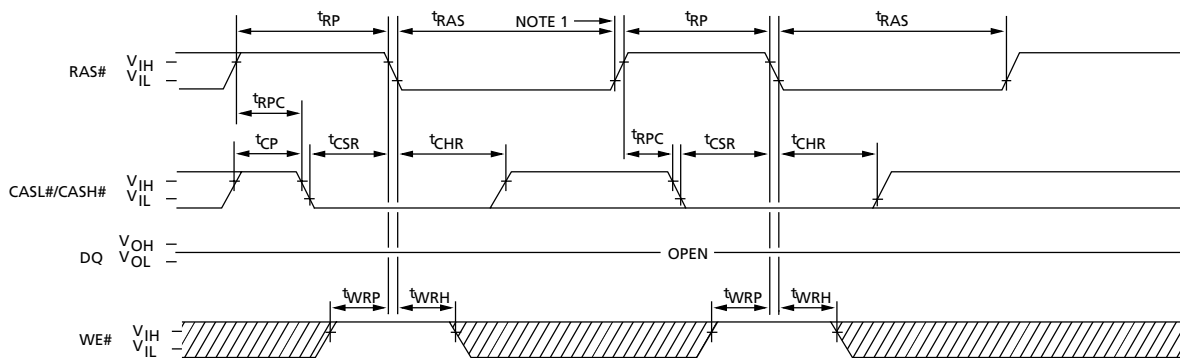 tRP tRAS NOTE 1 tRP tRAS
RAS# VIH
VIL
tRPC
tCP tCSR tCHR tRPC tCSR tCHR
CASL#/CASH# VIH
VIL
DQ VOH
VOL OPEN
tWRP tWRH tWRP tWRH
WE# VIH
VIL